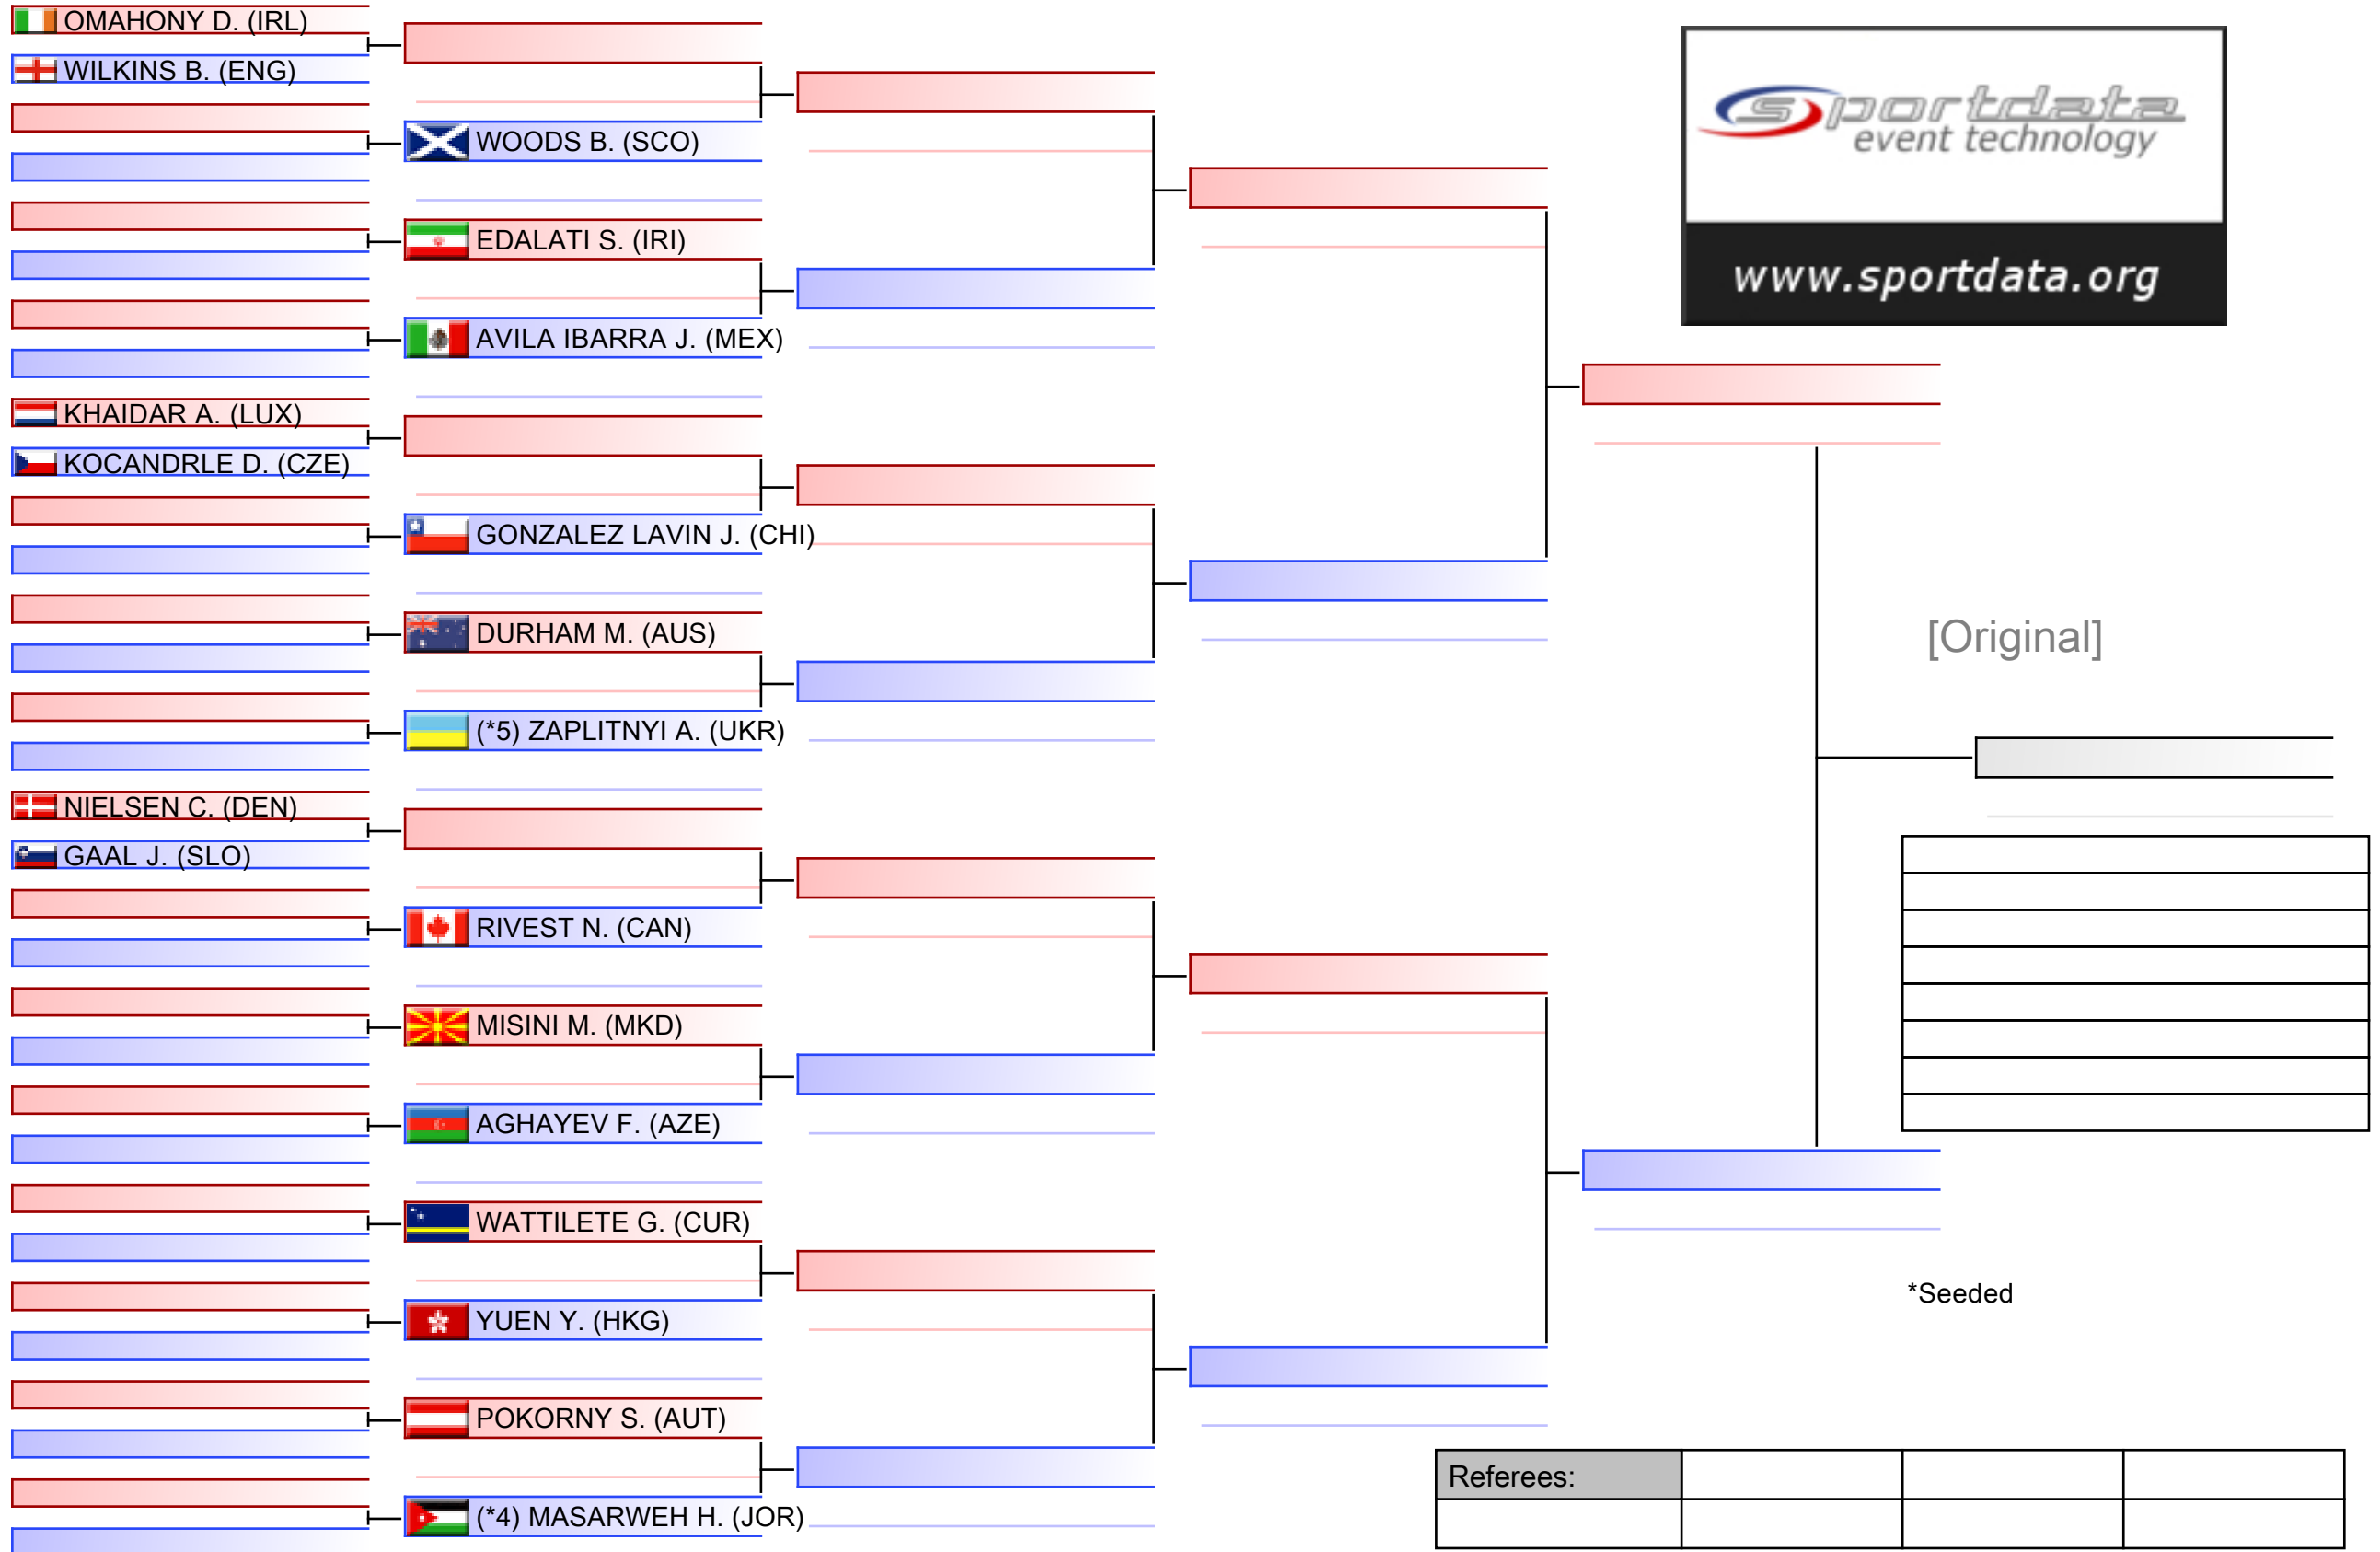 OMAHONY D. (IRL)
WILKINS B. (ENG)
WOODS B. (SCO)
EDALATI S. (IRI)
AVILA IBARRA J. (MEX)
KHAIDAR A. (LUX)
KOCANDRLE D. (CZE)
GONZALEZ LAVIN J. (CHI)
DURHAM M. (AUS)
(*5) ZAPLITNYI A. (UKR)
NIELSEN C. (DEN)
GAAL J. (SLO)
RIVEST N. (CAN)
MISINI M. (MKD)
AGHAYEV F. (AZE)
WATTILETE G. (CUR)
YUEN Y. (HKG)
POKORNY S. (AUT)
(*4) MASARWEH H. (JOR)
sportdata
event technology
www.sportdata.org
[Original]
*Seeded
Referees: